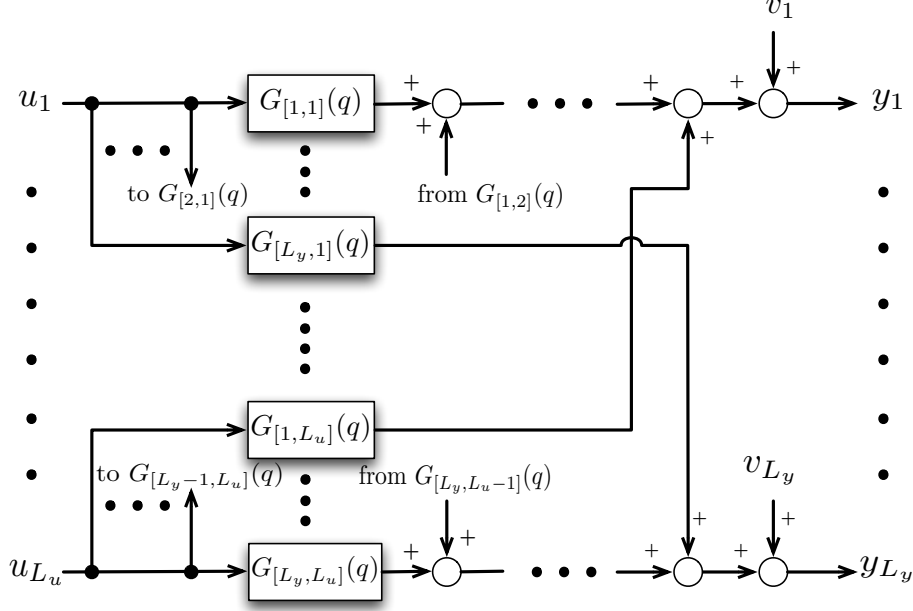 v_1
u_1 G_{[1,1]}(q) + + + + + + y_1
to G_{[2,1]}(q) from G_{[1,2]}(q)
G_{[L_y,1]}(q)
G_{[1,L_u]}(q)
to G_{[L_y-1,L_u]}(q) from G_{[L_y,L_u-1]}(q) v_{L_y}
u_{L_u} G_{[L_y,L_u]}(q) + + + + + + y_{L_y}